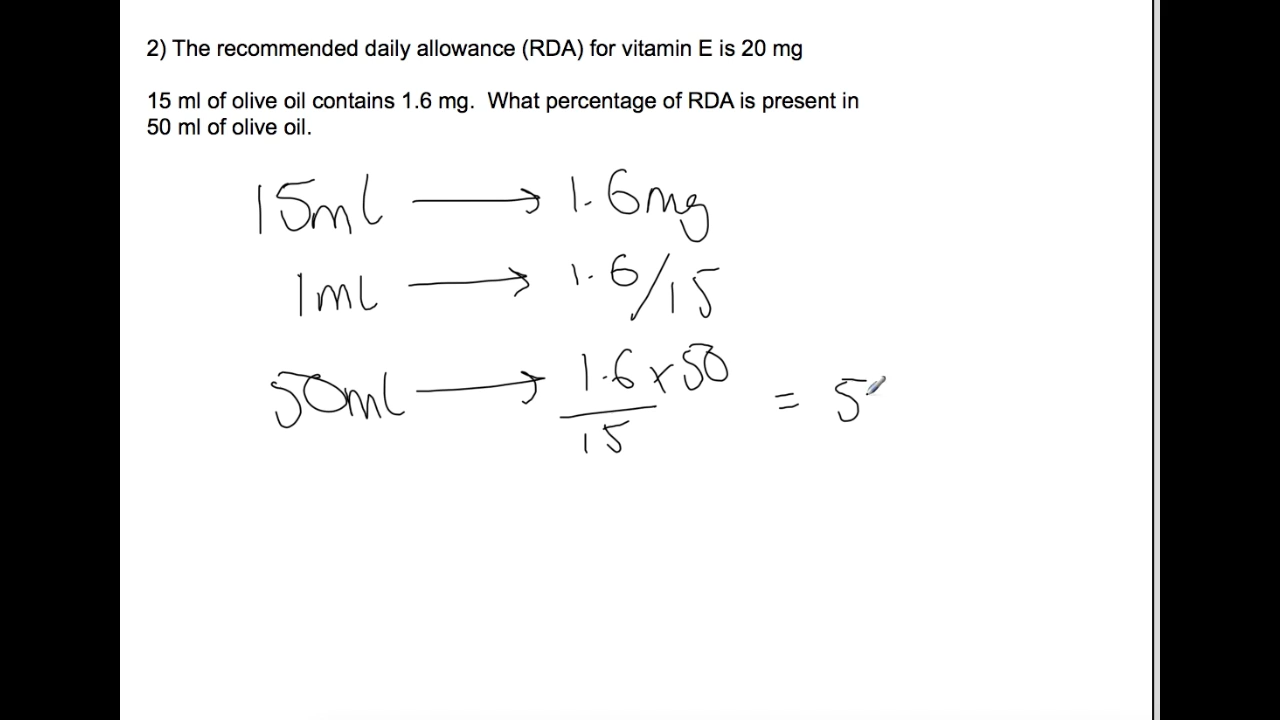 2) The recommended daily allowance (RDA) for vitamin E is 20 mg
15 ml of olive oil contains 1.6 mg.  What percentage of RDA is present in
50 ml of olive oil.
15ml → 1.6mg
1ml → 1.6/15
50ml → 1.6 x 50
15
= 5